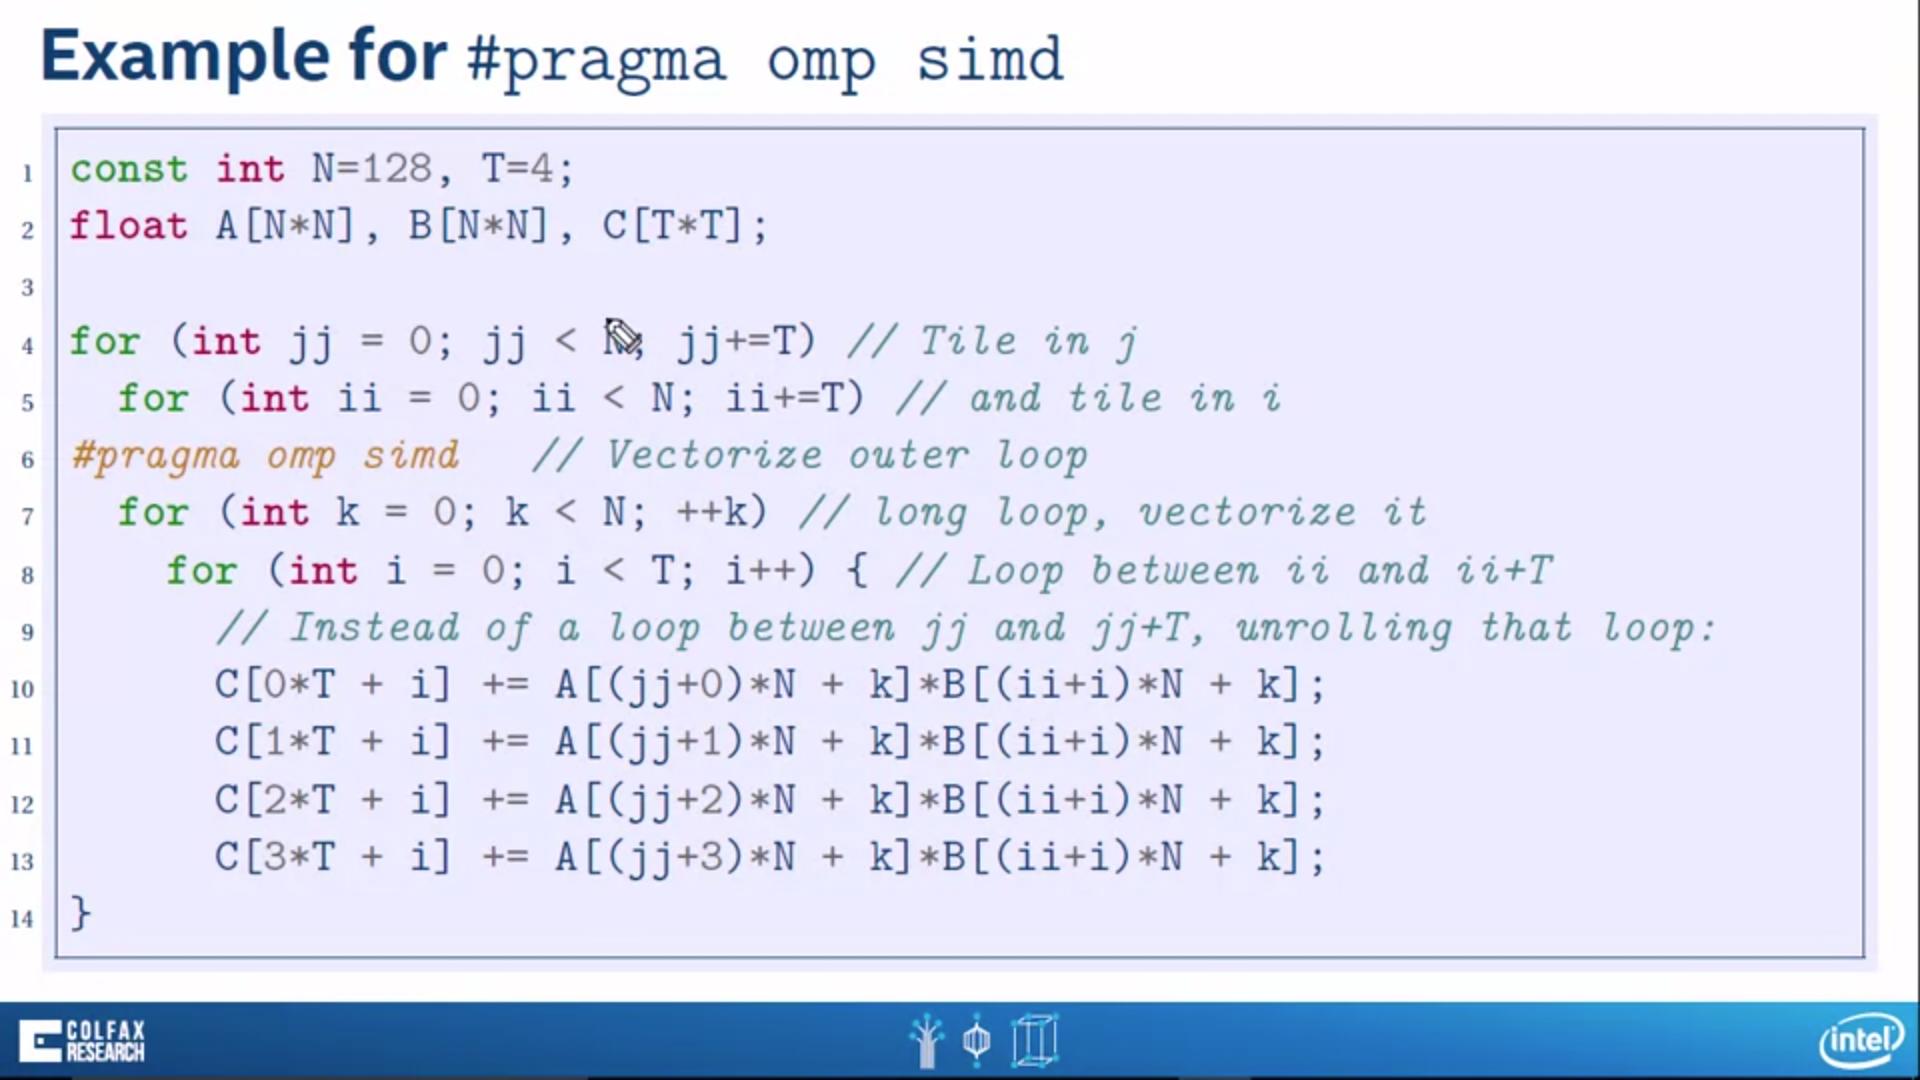 Example for #pragma omp simd
1 const int N=128, T=4;
2 float A[N*N], B[N*N], C[T*T];
3
4 for (int jj = 0; jj < N; jj+=T) // Tile in j
5 for (int ii = 0; ii < N; ii+=T) // and tile in i
6 #pragma omp simd // Vectorize outer loop
7 for (int k = 0; k < N; ++k) // long loop, vectorize it
8 for (int i = 0; i < T; i++) { // Loop between ii and ii+T
9 // Instead of a loop between jj and jj+T, unrolling that loop:
10 C[0*T + i] += A[(jj+0)*N + k]*B[(ii+i)*N + k];
11 C[1*T + i] += A[(jj+1)*N + k]*B[(ii+i)*N + k];
12 C[2*T + i] += A[(jj+2)*N + k]*B[(ii+i)*N + k];
13 C[3*T + i] += A[(jj+3)*N + k]*B[(ii+i)*N + k];
14 }
COLFAX
RESEARCH
intel